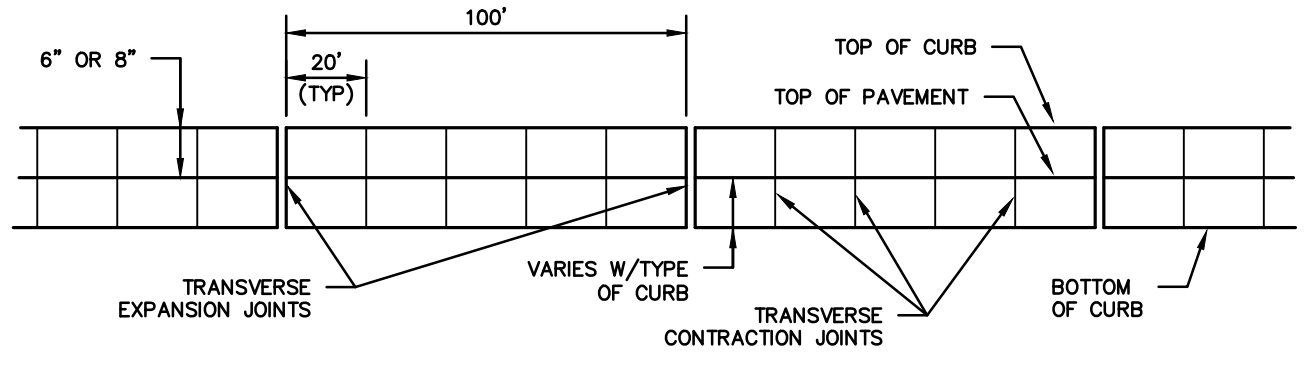 100'
6" OR 8"
20'
(TYP)
TOP OF CURB
TOP OF PAVEMENT
TRANSVERSE
EXPANSION JOINTS
VARIES W/TYPE
OF CURB
TRANSVERSE
CONTRACTION JOINTS
BOTTOM
OF CURB